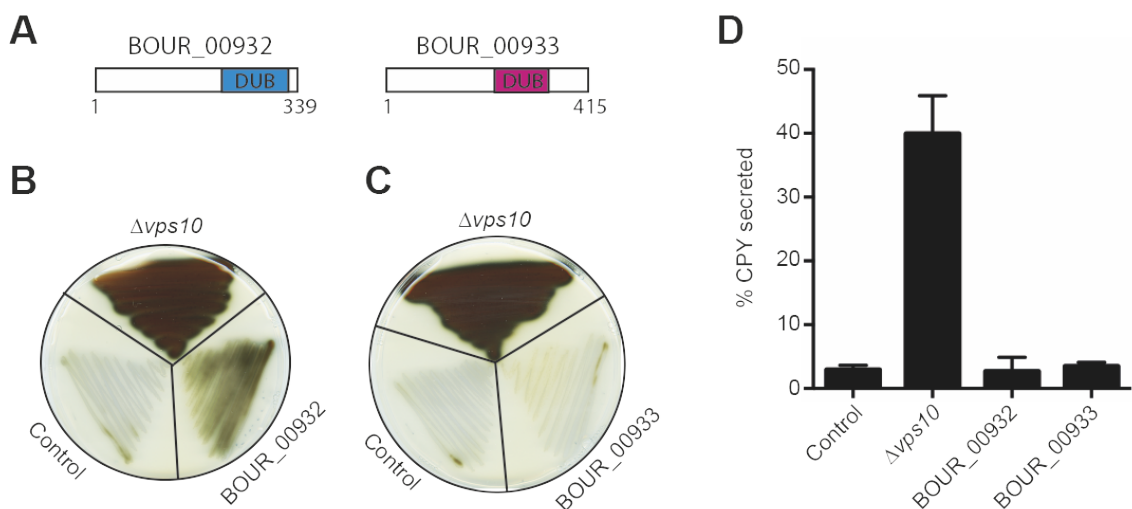 A
BOUR_00932
DUB
1
339
BOUR_00933
DUB
1
415
B
Δvps10
Control
BOUR_00932
C
Δvps10
Control
BOUR_00933
D
% CPY secreted
50
40
30
20
10
0
Control
Δvps10
BOUR_00932
BOUR_00933